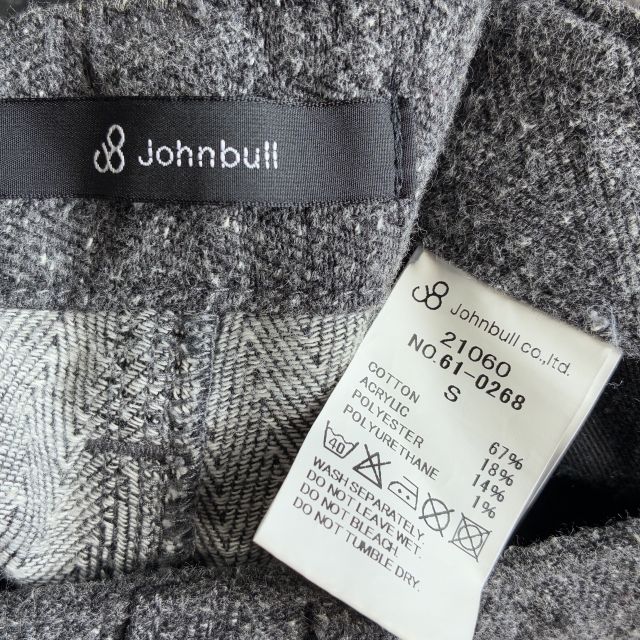 Johnbull
Johnbull co.,ltd.
21060
NO.61-0268
S
COTTON 67%
ACRYLIC 18%
POLYESTER 14%
POLYURETHANE 1%
WASH SEPARATELY.
DO NOT LEAVE WET.
DO NOT BLEACH.
DO NOT TUMBLE DRY.